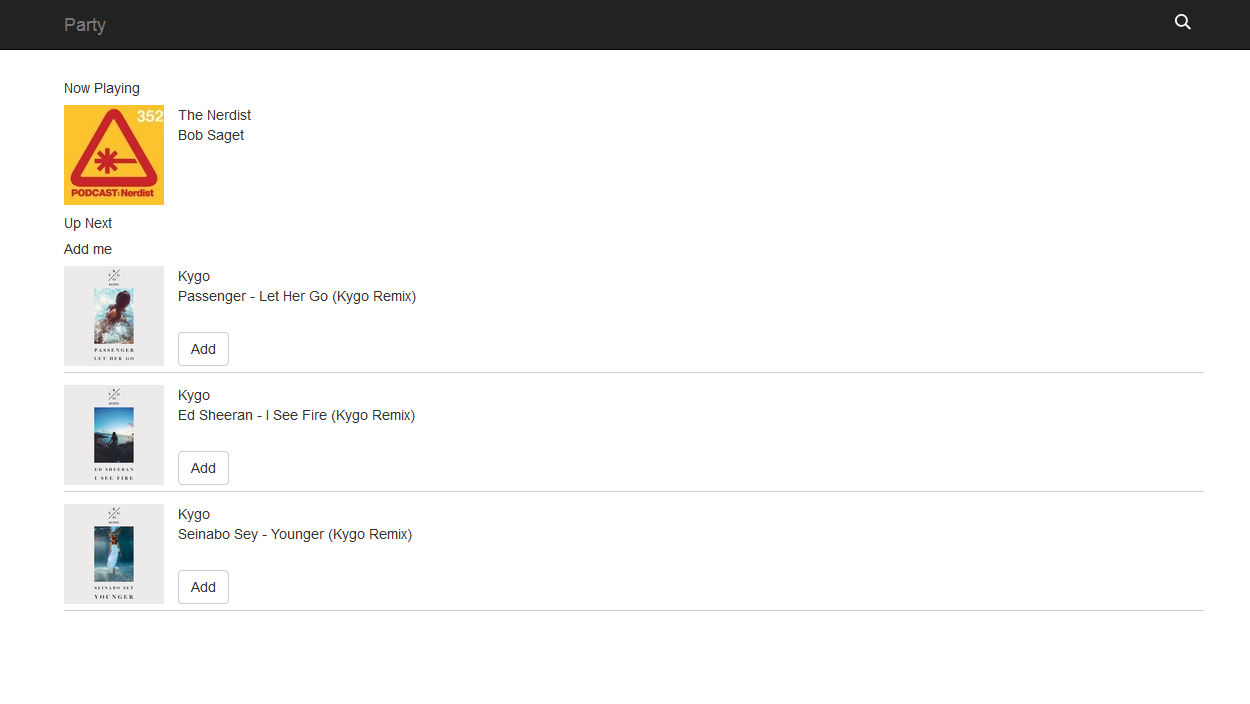 Party
Now Playing
352
PODCAST: Nerdist
The Nerdist
Bob Saget
Up Next
Add me
PASSENGER
LET HER GO
Kygo
Passenger - Let Her Go (Kygo Remix)
Add
ED SHEERAN
I SEE FIRE
Kygo
Ed Sheeran - I See Fire (Kygo Remix)
Add
SEINABO SEY
YOUNGER
Kygo
Seinabo Sey - Younger (Kygo Remix)
Add